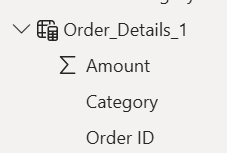 Order_Details_1
Σ Amount
Category
Order ID